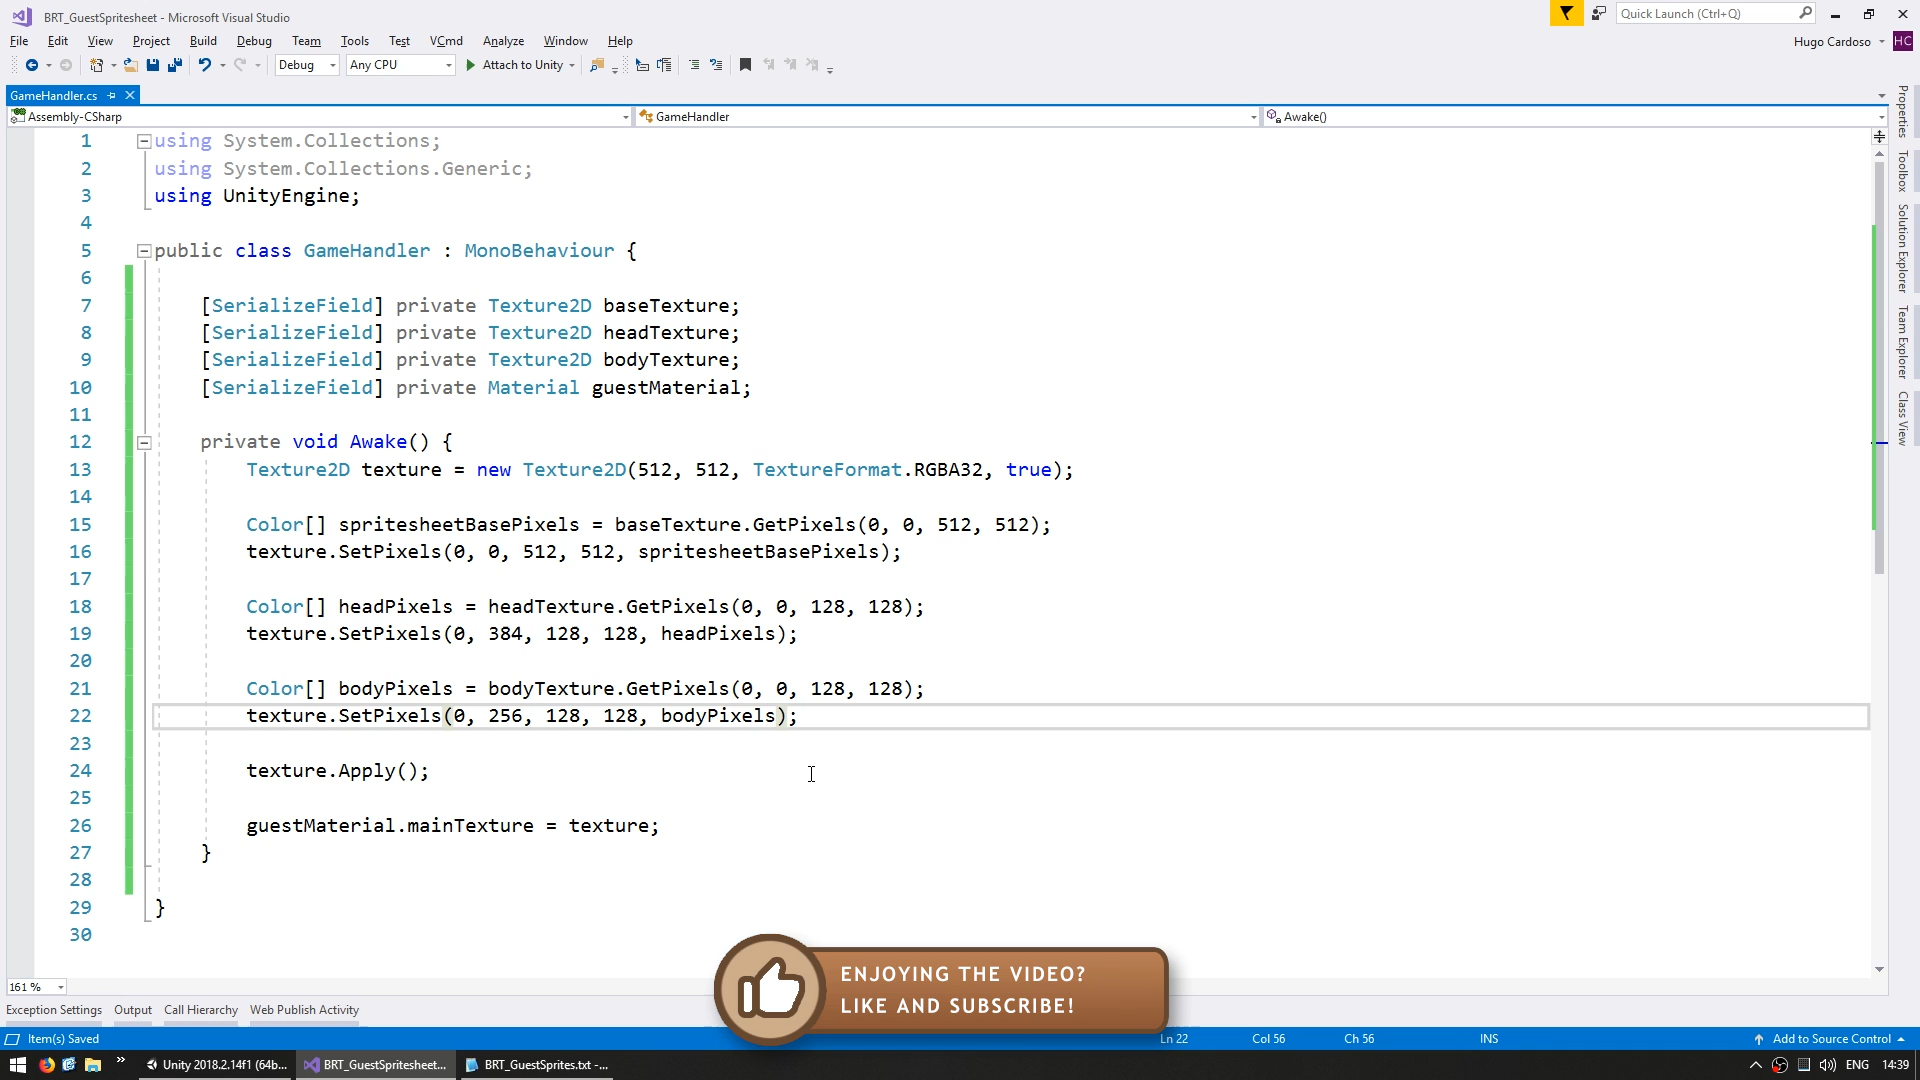 BRT_GuestSpritesheet - Microsoft Visual Studio
Quick Launch (Ctrl+Q)
File Edit View Project Build Debug Team Tools Test VCmd Analyze Window Help
Hugo Cardoso HC
Debug Any CPU Attach to Unity
GameHandler.cs
Assembly-CSharp GameHandler Awake()
1 using System.Collections;
2 using System.Collections.Generic;
3 using UnityEngine;
4
5 public class GameHandler : MonoBehaviour {
6
7 [SerializeField] private Texture2D baseTexture;
8 [SerializeField] private Texture2D headTexture;
9 [SerializeField] private Texture2D bodyTexture;
10 [SerializeField] private Material guestMaterial;
11
12 private void Awake() {
13 Texture2D texture = new Texture2D(512, 512, TextureFormat.RGBA32, true);
14
15 Color[] spritesheetBasePixels = baseTexture.GetPixels(0, 0, 512, 512);
16 texture.SetPixels(0, 0, 512, 512, spritesheetBasePixels);
17
18 Color[] headPixels = headTexture.GetPixels(0, 0, 128, 128);
19 texture.SetPixels(0, 384, 128, 128, headPixels);
20
21 Color[] bodyPixels = bodyTexture.GetPixels(0, 0, 128, 128);
22 texture.SetPixels(0, 256, 128, 128, bodyPixels);
23
24 texture.Apply();
25
26 guestMaterial.mainTexture = texture;
27 }
28
29 }
30
Properties
Toolbox
Solution Explorer
Team Explorer
Class View
ENJOYING THE VIDEO?
LIKE AND SUBSCRIBE!
161 %
Exception Settings Output Call Hierarchy Web Publish Activity
Item(s) Saved Ln 22 Col 56 Ch 56 INS Add to Source Control
Unity 2018.2.14f1 (64b... BRT_GuestSpritesheet... BRT_GuestSprites.txt -... ENG 14:39